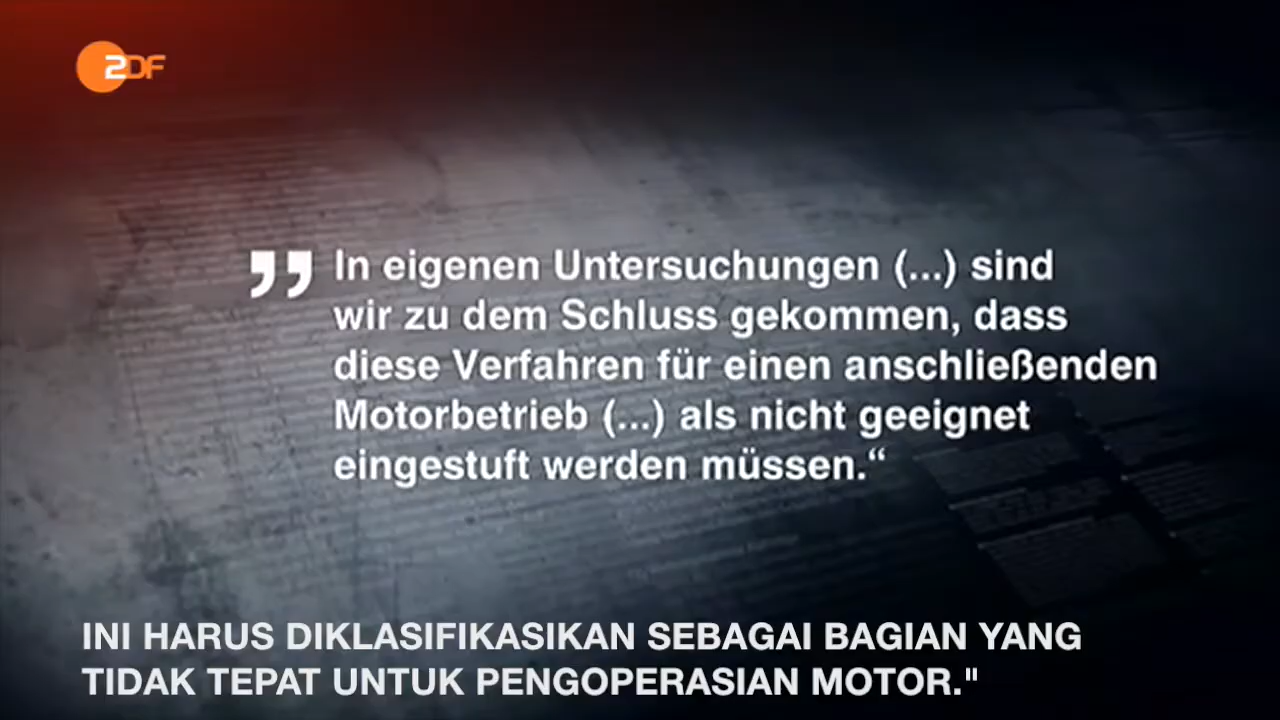 ZDF
„ In eigenen Untersuchungen (...) sind
wir zu dem Schluss gekommen, dass
diese Verfahren für einen anschließenden
Motorbetrieb (...) als nicht geeignet
eingestuft werden müssen.“
INI HARUS DIKLASIFIKASIKAN SEBAGAI BAGIAN YANG
TIDAK TEPAT UNTUK PENGOPERASIAN MOTOR."